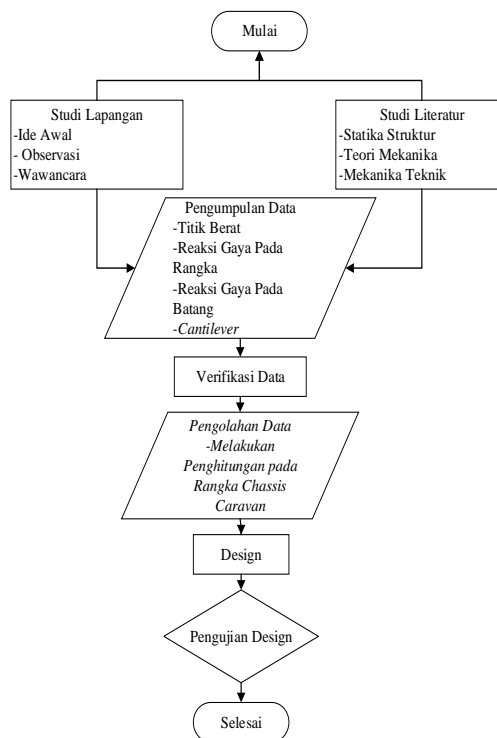 Mulai
Studi Lapangan
-Ide Awal
- Observasi
-Wawancara
Studi Literatur
-Statika Struktur
-Teori Mekanika
-Mekanika Teknik
Pengumpulan Data
-Titik Berat
-Reaksi Gaya Pada
Rangka
-Reaksi Gaya Pada
Batang
-Cantilever
Verifikasi Data
Pengolahan Data
-Melakukan
Penghitungan pada
Rangka Chassis
Caravan
Design
Pengujian Design
Selesai